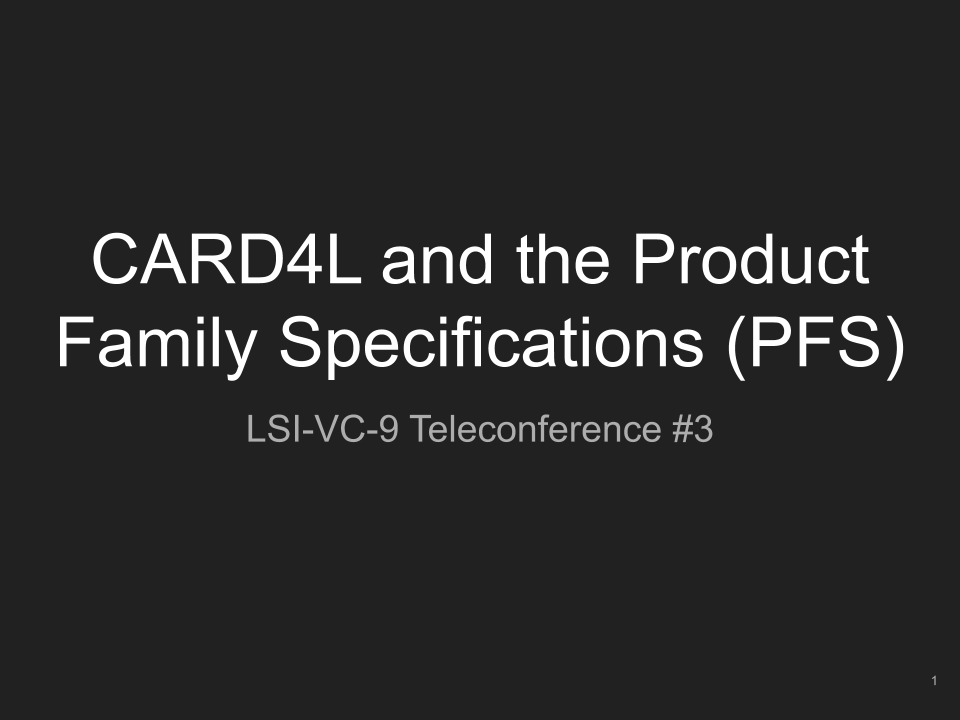 CARD4L and the Product
Family Specifications (PFS)
LSI-VC-9 Teleconference #3
1